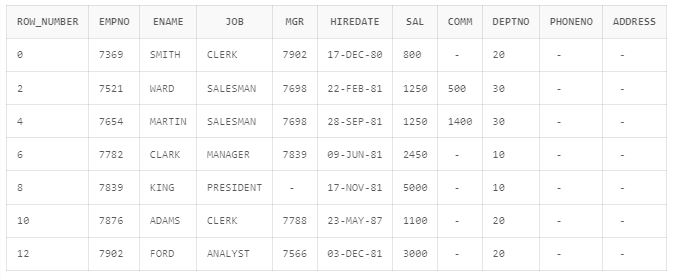 ROW_NUMBER EMPNO ENAME JOB MGR HIREDATE SAL COMM DEPTNO PHONENO ADDRESS
0 7369 SMITH CLERK 7902 17-DEC-80 800 - 20 - -
2 7521 WARD SALESMAN 7698 22-FEB-81 1250 500 30 - -
4 7654 MARTIN SALESMAN 7698 28-SEP-81 1250 1400 30 - -
6 7782 CLARK MANAGER 7839 09-JUN-81 2450 - 10 - -
8 7839 KING PRESIDENT - 17-NOV-81 5000 - 10 - -
10 7876 ADAMS CLERK 7788 23-MAY-87 1100 - 20 - -
12 7902 FORD ANALYST 7566 03-DEC-81 3000 - 20 - -